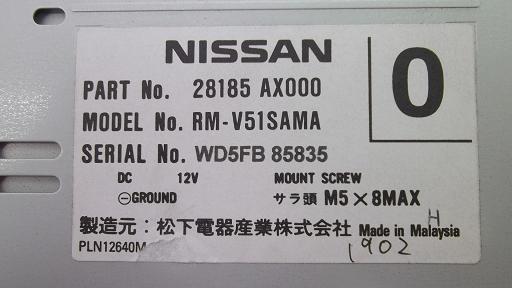 NISSAN
0
PART No. 28185 AX000
MODEL No. RM-V51SAMA
SERIAL No. WD5FB 85835
DC 12V MOUNT SCREW
⊖GROUND サラ頭 M5×8MAX
製造元：松下電器産業株式会社 Made in Malaysia
H
PLN12640M
1902